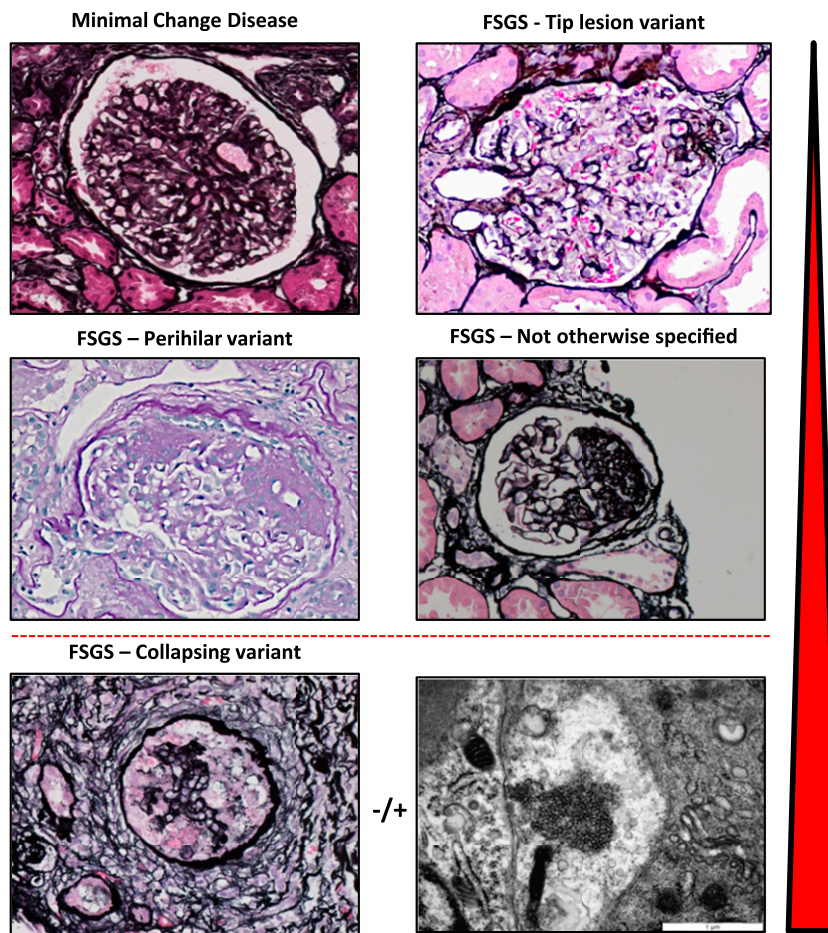 Minimal Change Disease
FSGS - Tip lesion variant
FSGS – Perihilar variant
FSGS – Not otherwise specified
FSGS – Collapsing variant
-/+
1 µm